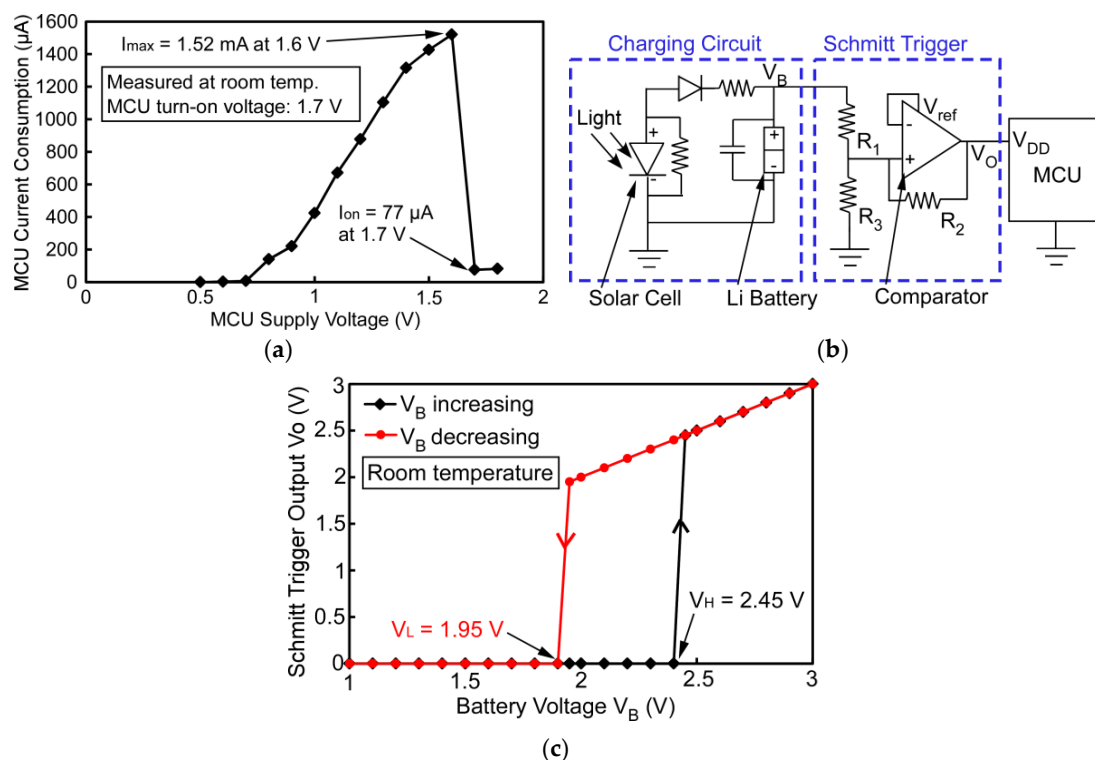 (a)
MCU Current Consumption (µA)
1600
1400
1200
1000
800
600
400
200
0
Imax = 1.52 mA at 1.6 V
Measured at room temp.
MCU turn-on voltage: 1.7 V
Ion = 77 µA
at 1.7 V
0
0.5
1
1.5
2
MCU Supply Voltage (V)
(a)
Charging Circuit
Schmitt Trigger
VB
Light
+
-
+
-
R1
R3
Vref
-
+
R2
VO
VDD
MCU
Solar Cell
Li Battery
Comparator
(b)
Schmitt Trigger Output Vo (V)
3
2.5
2
1.5
1
0.5
0
VB increasing
VB decreasing
Room temperature
VL = 1.95 V
VH = 2.45 V
1
1.5
2
2.5
3
Battery Voltage VB (V)
(c)